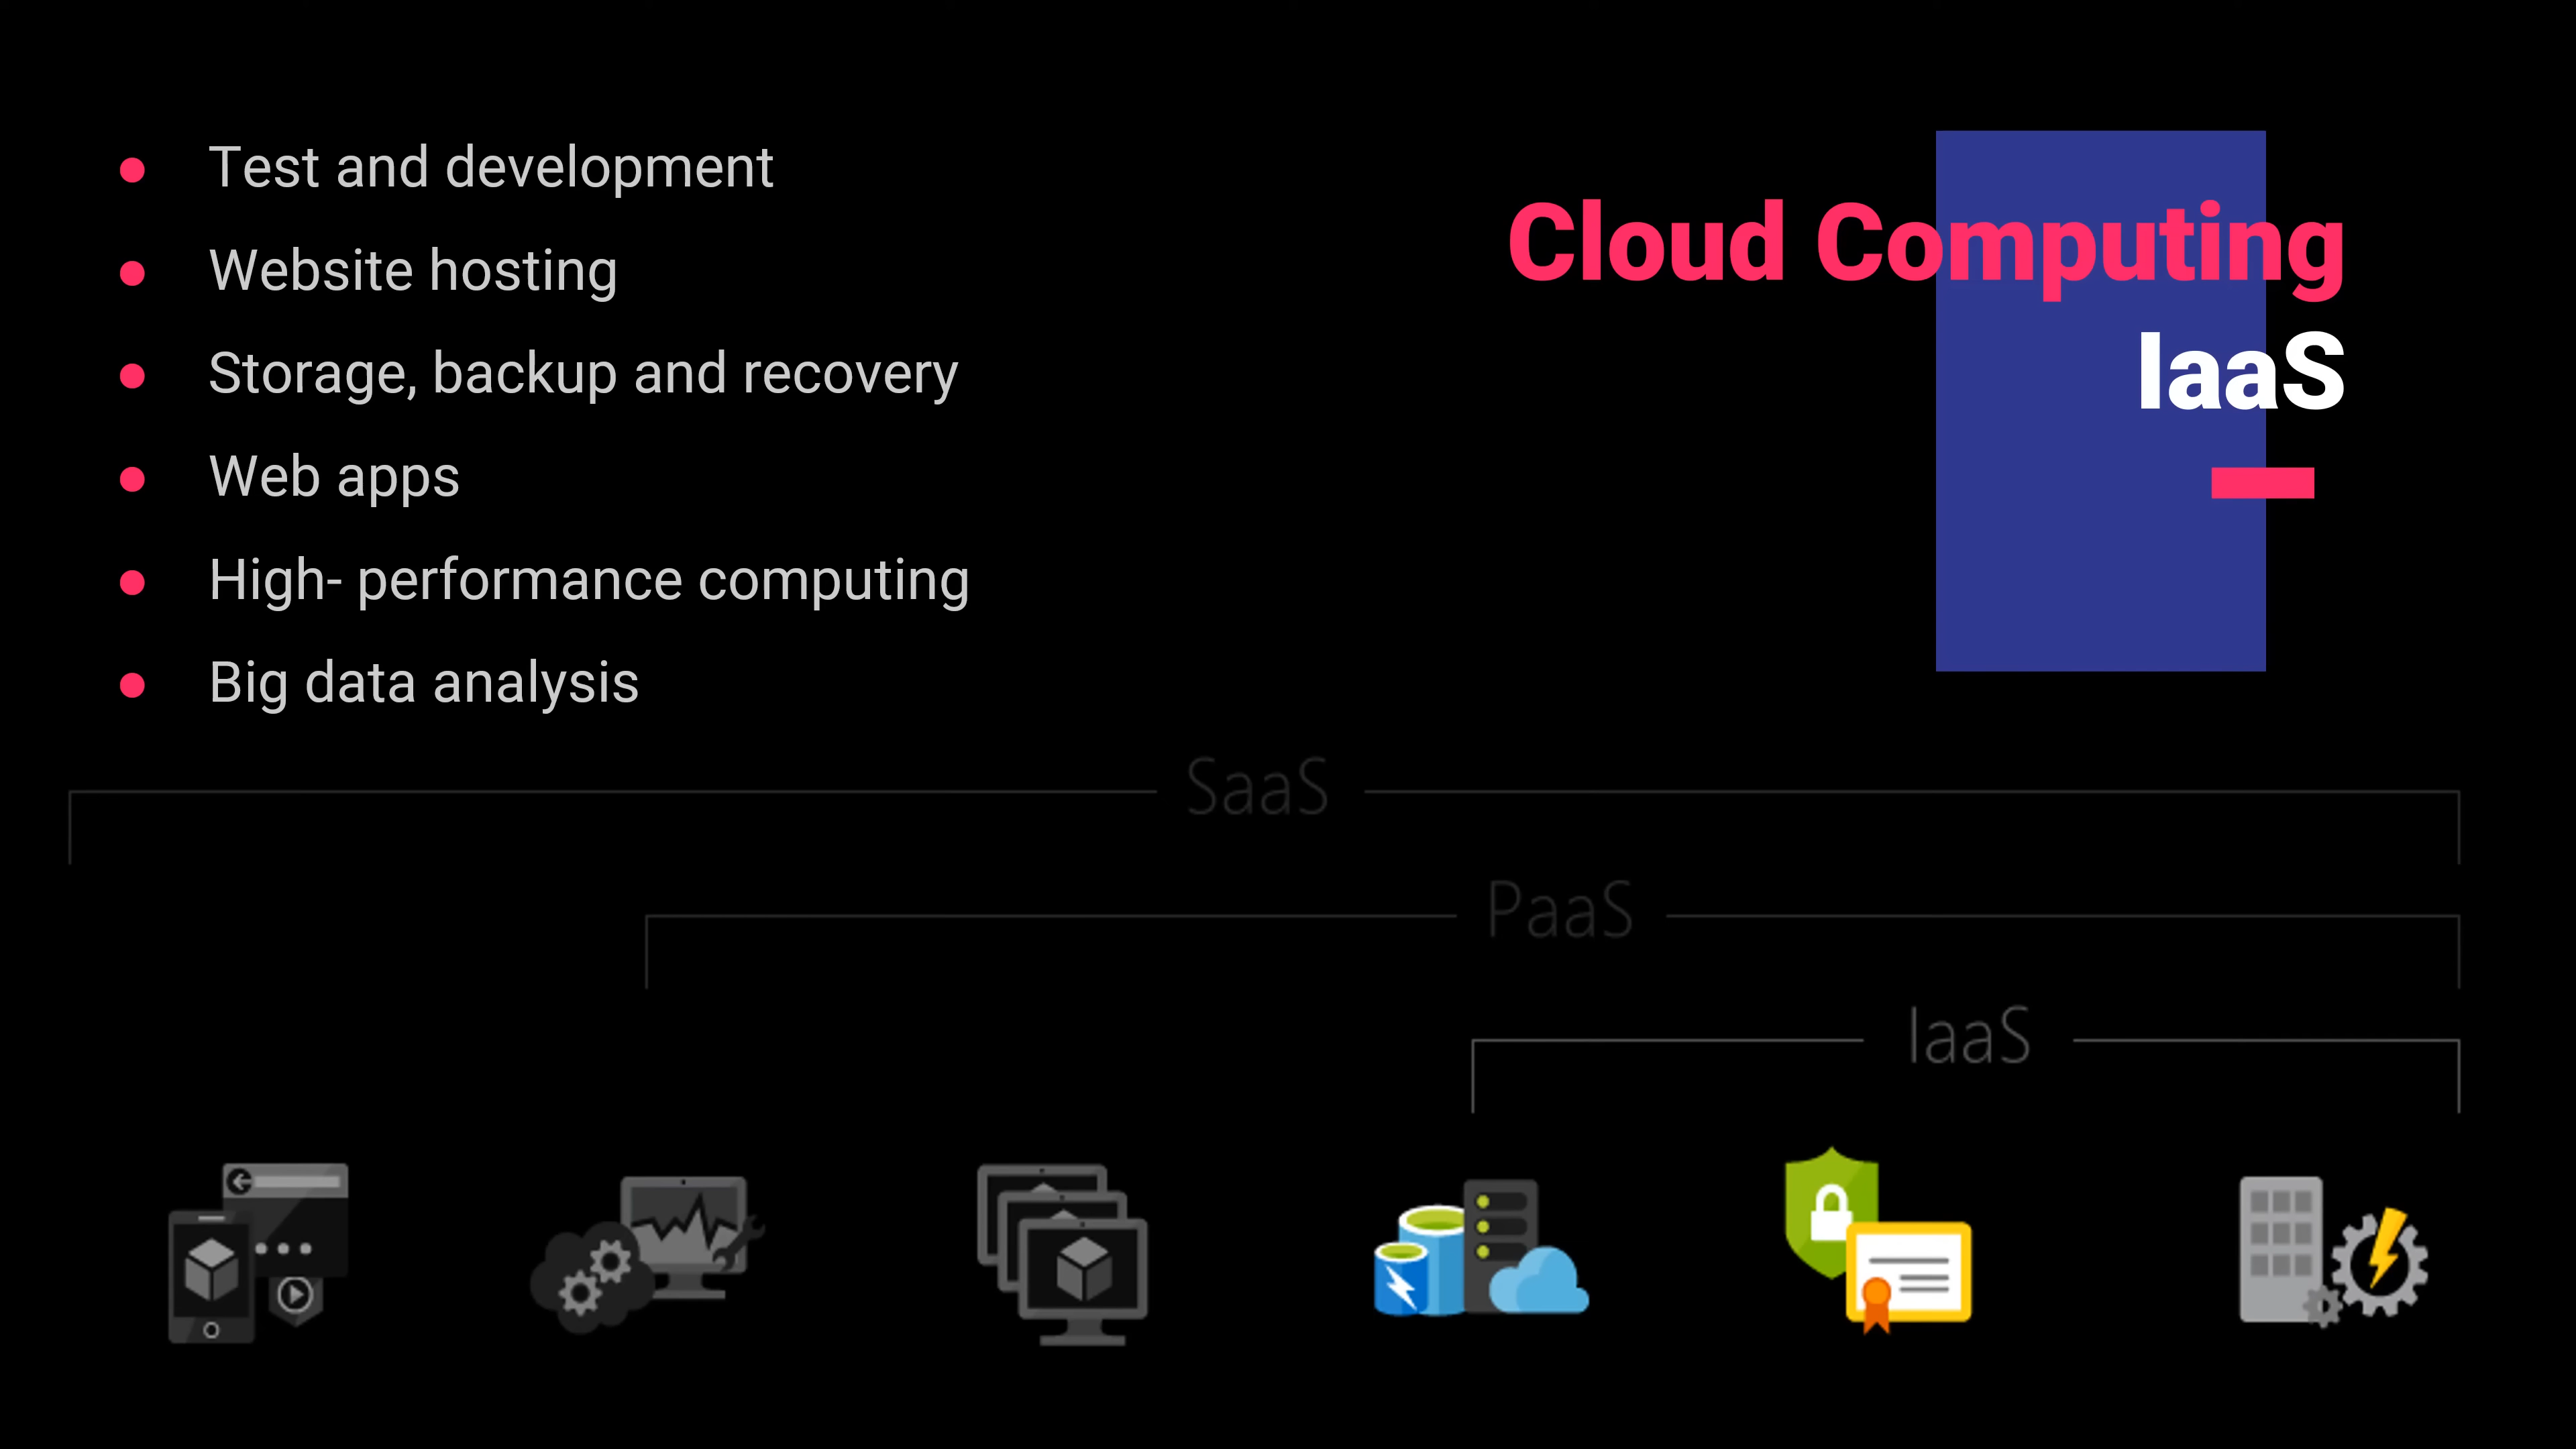 Test and development
Website hosting
Storage, backup and recovery
Web apps
High- performance computing
Big data analysis
Cloud Computing
IaaS
SaaS
PaaS
IaaS